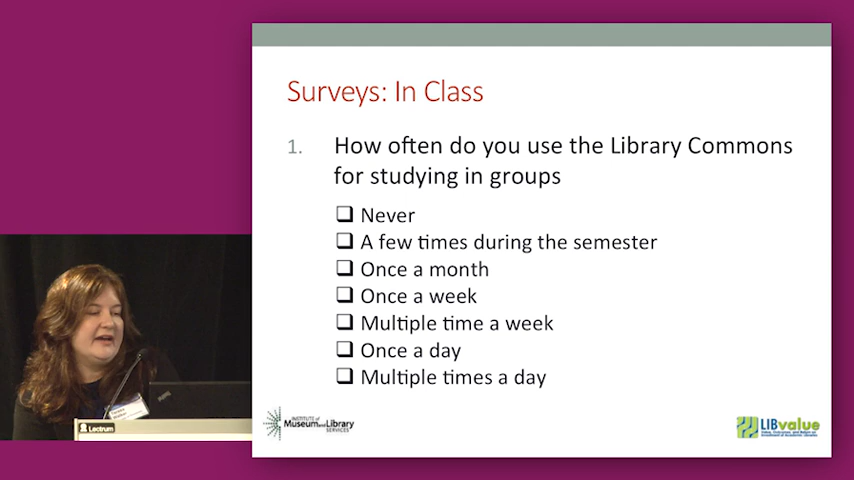 Surveys: In Class
1. How often do you use the Library Commons
for studying in groups
❑ Never
❑ A few times during the semester
❑ Once a month
❑ Once a week
❑ Multiple time a week
❑ Once a day
❑ Multiple times a day
INSTITUTE of
Museum and Library
SERVICES
LIBvalue
Lectrum